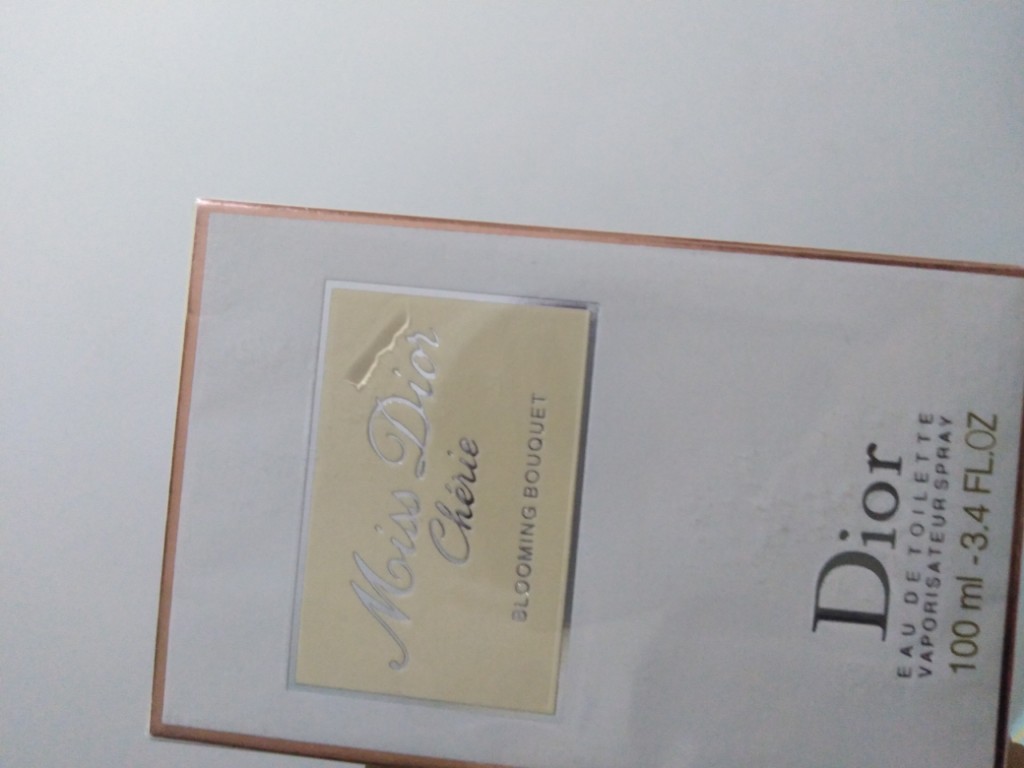 Miss Dior
Chérie
BLOOMING BOUQUET
Dior
EAU DE TOILETTE
VAPORISATEUR SPRAY
100 ml - 3.4 FL.OZ